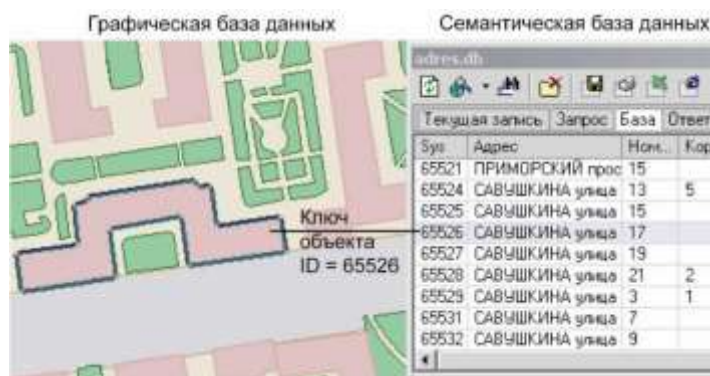 Графическая база данных
Семантическая база данных
adres.db
Текущая запись Запрос База Ответ
Sys Адрес Ном... Кор
65521 ПРИМОРСКИЙ прос 15
65524 САВУШКИНА улица 13 5
65525 САВУШКИНА улица 15
65526 САВУШКИНА улица 17
65527 САВУШКИНА улица 19
65528 САВУШКИНА улица 21 2
65529 САВУШКИНА улица 3 1
65531 САВУШКИНА улица 7
65532 САВУШКИНА улица 9
Ключ
объекта
ID = 65526